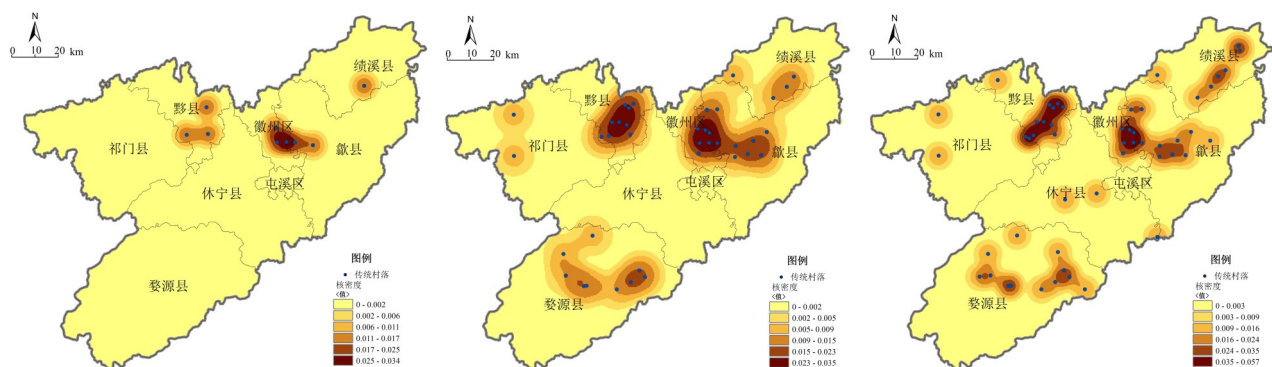 N
0 10 20 km
绩溪县
黟县
徽州区
祁门县
歙县
屯溪区
休宁县
婺源县
图例
传统村落
核密度
<值>
0 - 0.002
0.002 - 0.006
0.006 - 0.011
0.011 - 0.017
0.017 - 0.025
0.025 - 0.034
N
0 10 20 km
绩溪县
黟县
徽州区
祁门县
歙县
屯溪区
休宁县
婺源县
图例
传统村落
核密度
<值>
0 - 0.002
0.002 - 0.005
0.005 - 0.009
0.009 - 0.015
0.015 - 0.023
0.023 - 0.035
N
0 10 20 km
绩溪县
黟县
徽州区
祁门县
歙县
屯溪区
休宁县
婺源县
图例
传统村落
核密度
<值>
0 - 0.003
0.003 - 0.009
0.009 - 0.016
0.016 - 0.024
0.024 - 0.035
0.035 - 0.057